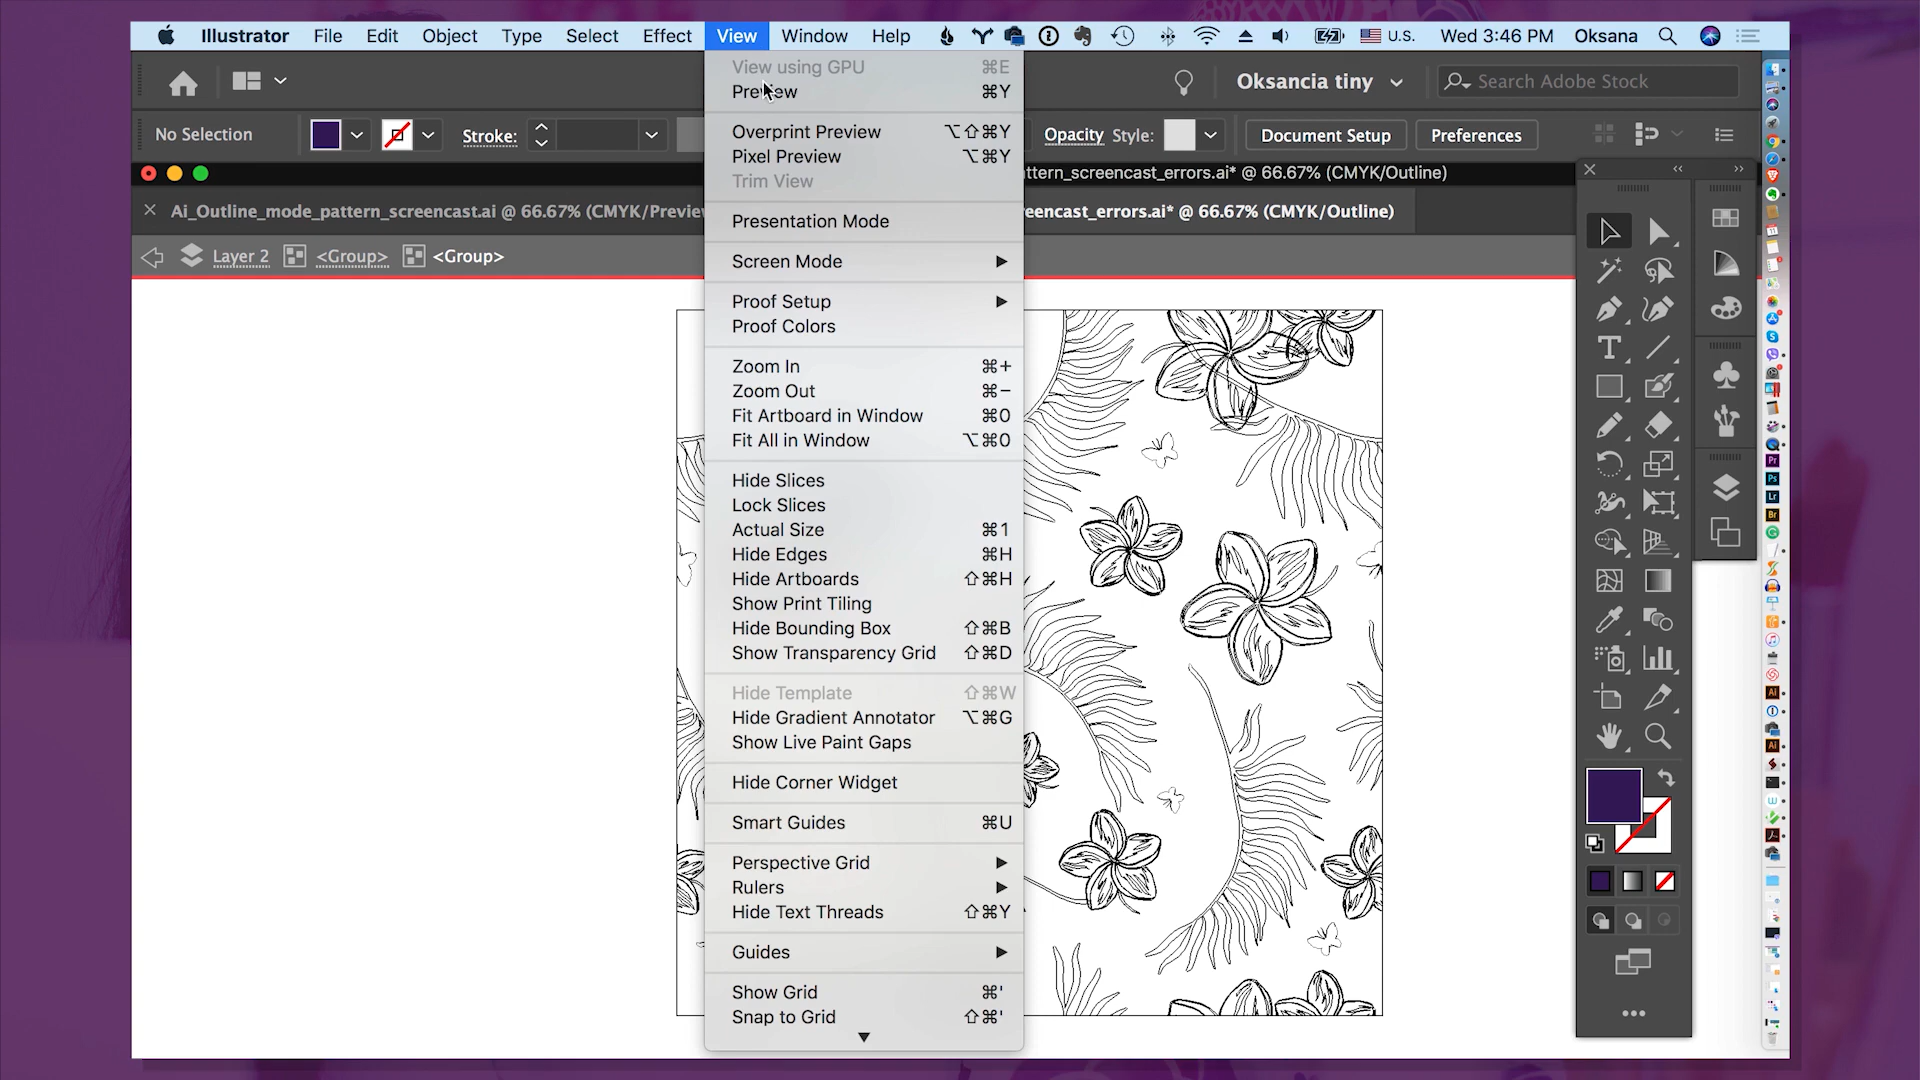 Illustrator File Edit Object Type Select Effect View Window Help U.S. Wed 3:46 PM Oksana
Oksancia tiny Search Adobe Stock
No Selection Stroke: Opacity Style: Document Setup Preferences
ttern_screencast_errors.ai* @ 66.67% (CMYK/Outline)
Ai_Outline_mode_pattern_screencast.ai @ 66.67% (CMYK/Previe
eencast_errors.ai* @ 66.67% (CMYK/Outline)
Layer 2 <Group> <Group>
View using GPU ⌘E
Preview ⌘Y
Overprint Preview ⌥⇧⌘Y
Pixel Preview ⌥⌘Y
Trim View
Presentation Mode
Screen Mode
Proof Setup
Proof Colors
Zoom In ⌘+
Zoom Out ⌘−
Fit Artboard in Window ⌘0
Fit All in Window ⌥⌘0
Hide Slices
Lock Slices
Actual Size ⌘1
Hide Edges ⌘H
Hide Artboards ⇧⌘H
Show Print Tiling
Hide Bounding Box ⇧⌘B
Show Transparency Grid ⇧⌘D
Hide Template ⇧⌘W
Hide Gradient Annotator ⌥⌘G
Show Live Paint Gaps
Hide Corner Widget
Smart Guides ⌘U
Perspective Grid
Rulers
Hide Text Threads ⇧⌘Y
Guides
Show Grid ⌘'
Snap to Grid ⇧⌘'
Pr
Ps
Lr
Br
Ai
Ai